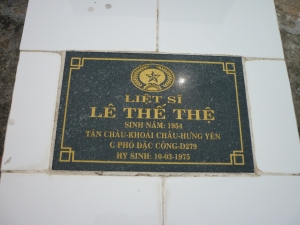 LIỆT SĨ
LÊ THẾ THỆ
SINH NĂM: 1954
TÂN CHÂU-KHOÁI CHÂU-HƯNG YÊN
C PHÓ ĐẶC CÔNG-D279
HY SINH: 10-03-1975